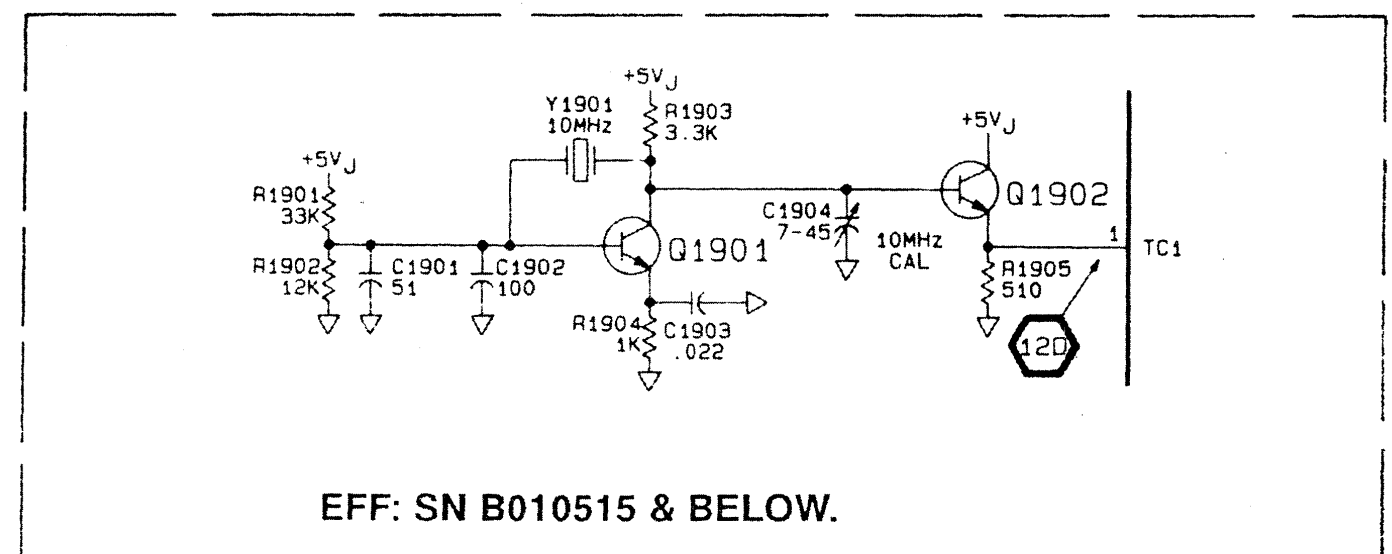 +5VJ
Y1901
10MHz
R1903
3.3K
+5VJ
R1901
33K
+5VJ
Q1902
C1904
7-45
10MHz
CAL
1
TC1
Q1901
R1902
12K
C1901
51
C1902
100
R1905
510
R1904
1K
C1903
.022
12D
EFF: SN B010515 & BELOW.